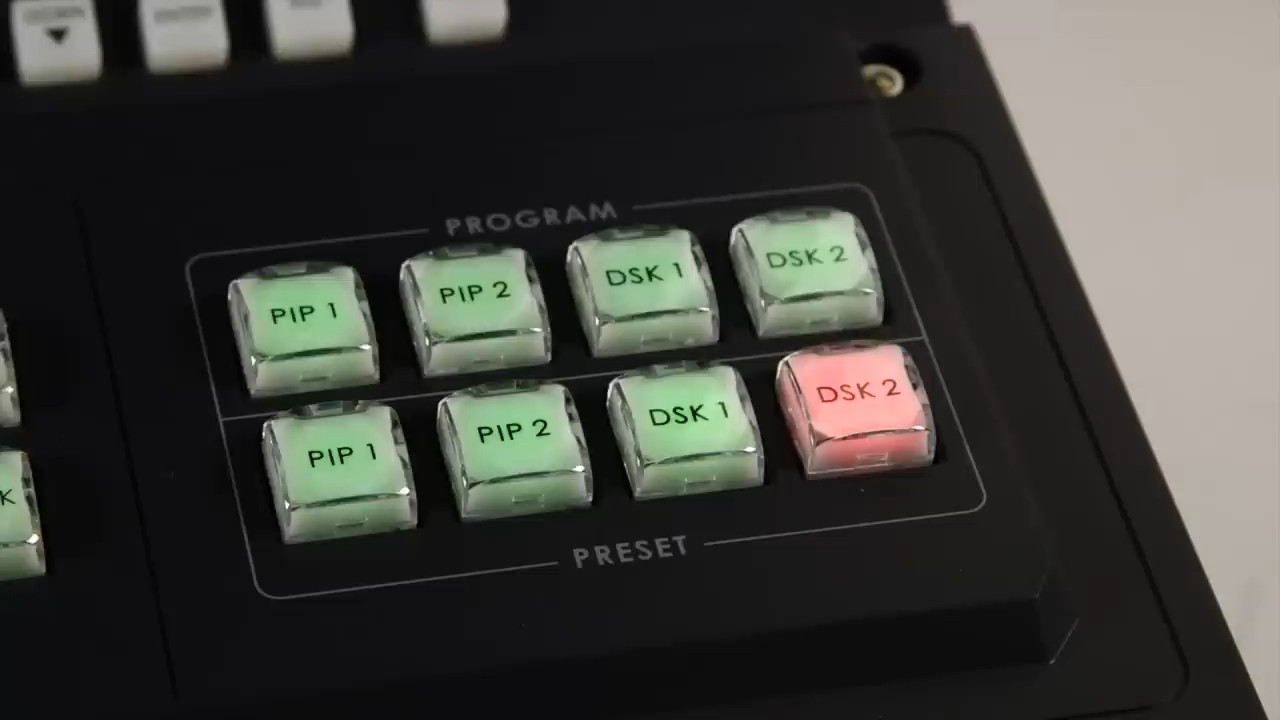 PROGRAM
PIP 1 PIP 2 DSK 1 DSK 2
PIP 1 PIP 2 DSK 1 DSK 2
K
PRESET